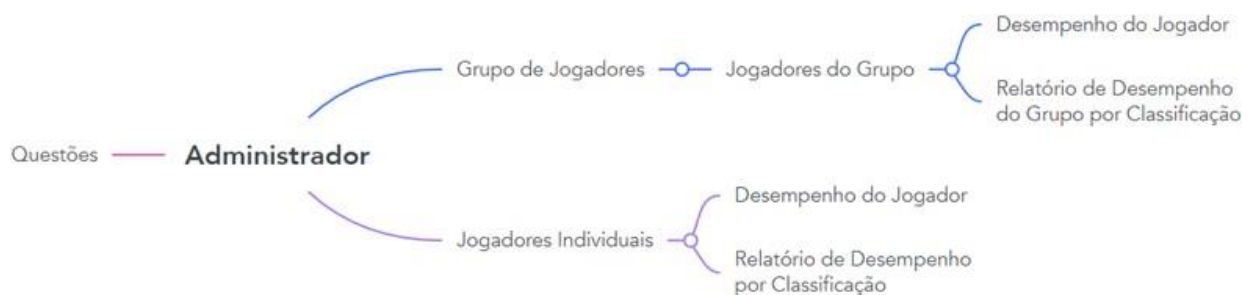 Desempenho do Jogador
Grupo de Jogadores
Jogadores do Grupo
Relatório de Desempenho
do Grupo por Classificação
Questões
Administrador
Desempenho do Jogador
Jogadores Individuais
Relatório de Desempenho
por Classificação